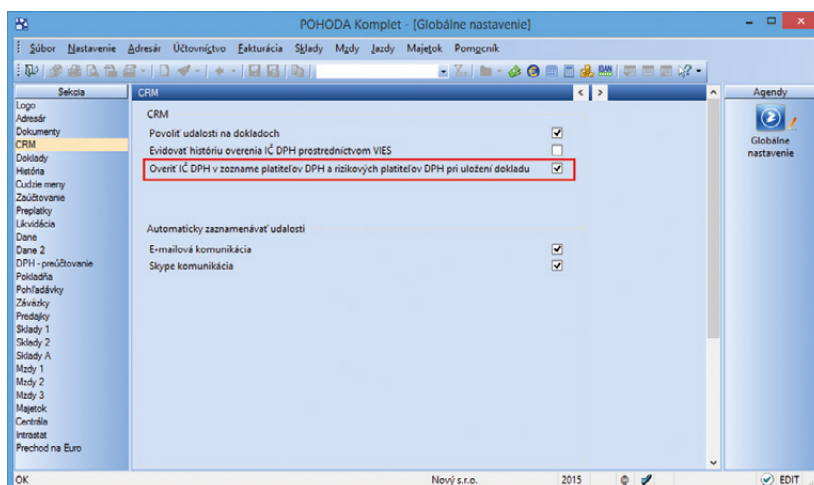 POHODA Komplet - [Globálne nastavenie]
Súbor Nastavenie Adresár Účtovníctvo Fakturácia Sklady Mzdy Jazdy Majetok Pomocník
Sekcia
Logo
Adresár
Dokumenty
CRM
Doklady
História
Cudzie meny
Zaúčtovanie
Preplatky
Likvidácia
Dane
Dane 2
DPH - preúčtovanie
Pokladňa
Pohľadávky
Záväzky
Predajky
Sklady 1
Sklady 2
Sklady A
Mzdy 1
Mzdy 2
Mzdy 3
Majetok
Centrála
Intrastat
Prechod na Euro
CRM
CRM
Povoliť udalosti na dokladoch
Evidovať históriu overenia IČ DPH prostredníctvom VIES
Overiť IČ DPH v zozname platiteľov DPH a rizikových platiteľov DPH pri uložení dokladu
Automaticky zaznamenávať udalosti
E-mailová komunikácia
Skype komunikácia
Agendy
Globálne
nastavenie
OK Nový s.r.o. 2015 @ EDIT